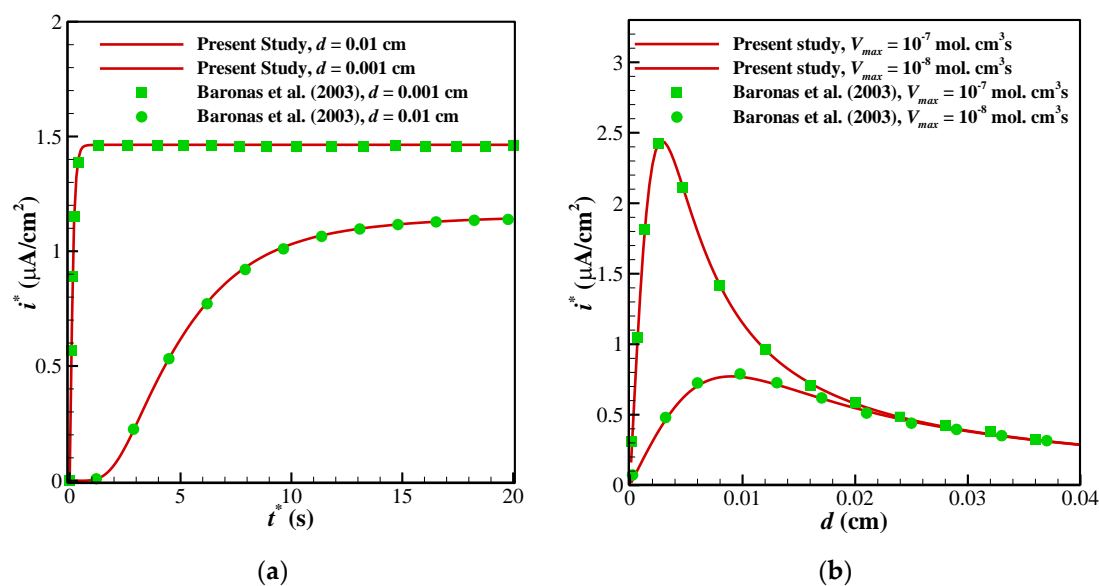 2
1.5
1
0.5
0
0
5
10
15
20
i* (μA/cm²)
t* (s)
Present Study, d = 0.01 cm
Present Study, d = 0.001 cm
Baronas et al. (2003), d = 0.001 cm
Baronas et al. (2003), d = 0.01 cm
(a)
3
2.5
2
1.5
1
0.5
0
0
0.01
0.02
0.03
0.04
i* (μA/cm²)
d (cm)
Present study, Vmax = 10⁻⁷ mol. cm³s
Present study, Vmax = 10⁻⁸ mol. cm³s
Baronas et al. (2003), Vmax = 10⁻⁷ mol. cm³s
Baronas et al. (2003), Vmax = 10⁻⁸ mol. cm³s
(b)